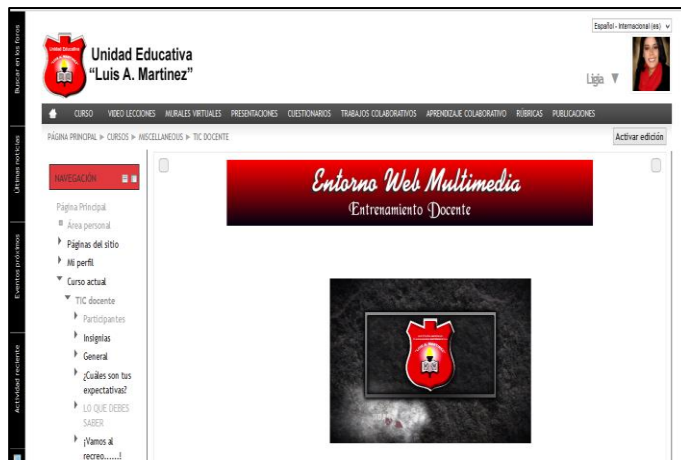 Español - Internacional (es)
Unidad Educativa
“Luis A. Martinez”
Ligia
CURSO VIDEO LECCIONES MURALES VIRTUALES PRESENTACIONES CUESTIONARIOS TRABAJOS COLABORATIVOS APRENDIZAJE COLABORATIVO RÚBRICAS PUBLICACIONES
PÁGINA PRINCIPAL ► CURSOS ► MISCELLANEOUS ► TIC DOCENTE
Activar edición
Buscar en los foros
Últimas noticias
Eventos próximos
Actividad reciente
NAVEGACIÓN
Página Principal
Área personal
Páginas del sitio
Mi perfil
Curso actual
TIC docente
Participantes
Insignias
General
¿Cuáles son tus
expectativas?
LO QUE DEBES
SABER
¡Vamos al
recreo......!
Entorno Web Multimedia
Entrenamiento Docente